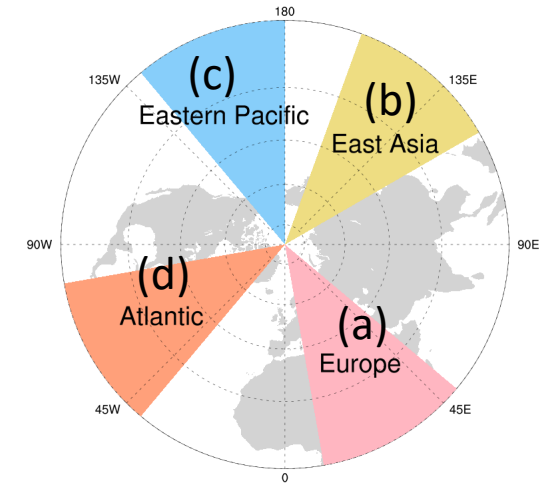 180
(c)
135W
135E
(b)
Eastern Pacific
East Asia
90W
90E
(d)
Atlantic
(a)
Europe
45W
45E
0